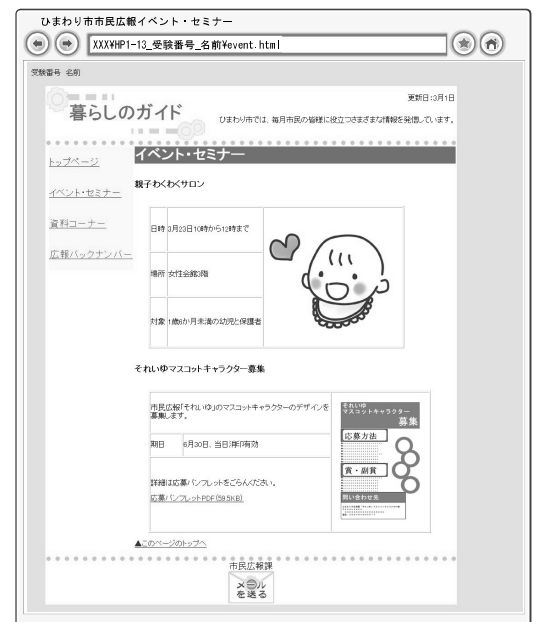 ひまわり市市民広報イベント・セミナー
XXX¥HP1-13_受験番号_名前¥event.html
受験番号 名前
更新日:3月1日
暮らしのガイド
ひまわり市では、毎月市民の皆様に役立つさまざまな情報を発信しています。
トップページ
イベント・セミナー
資料コーナー
広報バックナンバー
イベント・セミナー
親子わくわくサロン
日時 3月23日10時から12時まで
場所 女性会館3階
対象 1歳6か月未満の幼児と保護者
それいゆマスコットキャラクター募集
市民広報「それいゆ」のマスコットキャラクターのデザインを
募集します。
期日 6月30日、当日消印有効
詳細は応募パンフレットをごらんください。
応募パンフレットPDF(59.5KB)
それいゆ
マスコットキャラクター
募集
応募方法
賞・副賞
問い合わせ先
▲このページのトップへ
市民広報課
メール
を送る